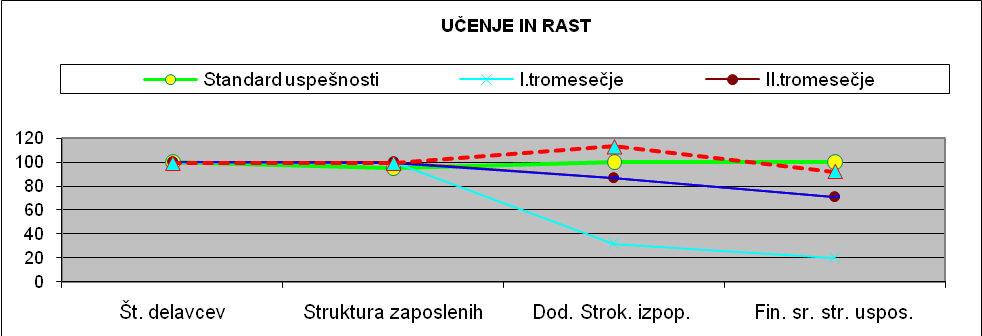 UČENJE IN RAST
Standard uspešnosti I.tromesečje II.tromesečje
120
100
80
60
40
20
0
Št. delavcev Struktura zaposlenih Dod. Strok. izpop. Fin. sr. str. uspos.